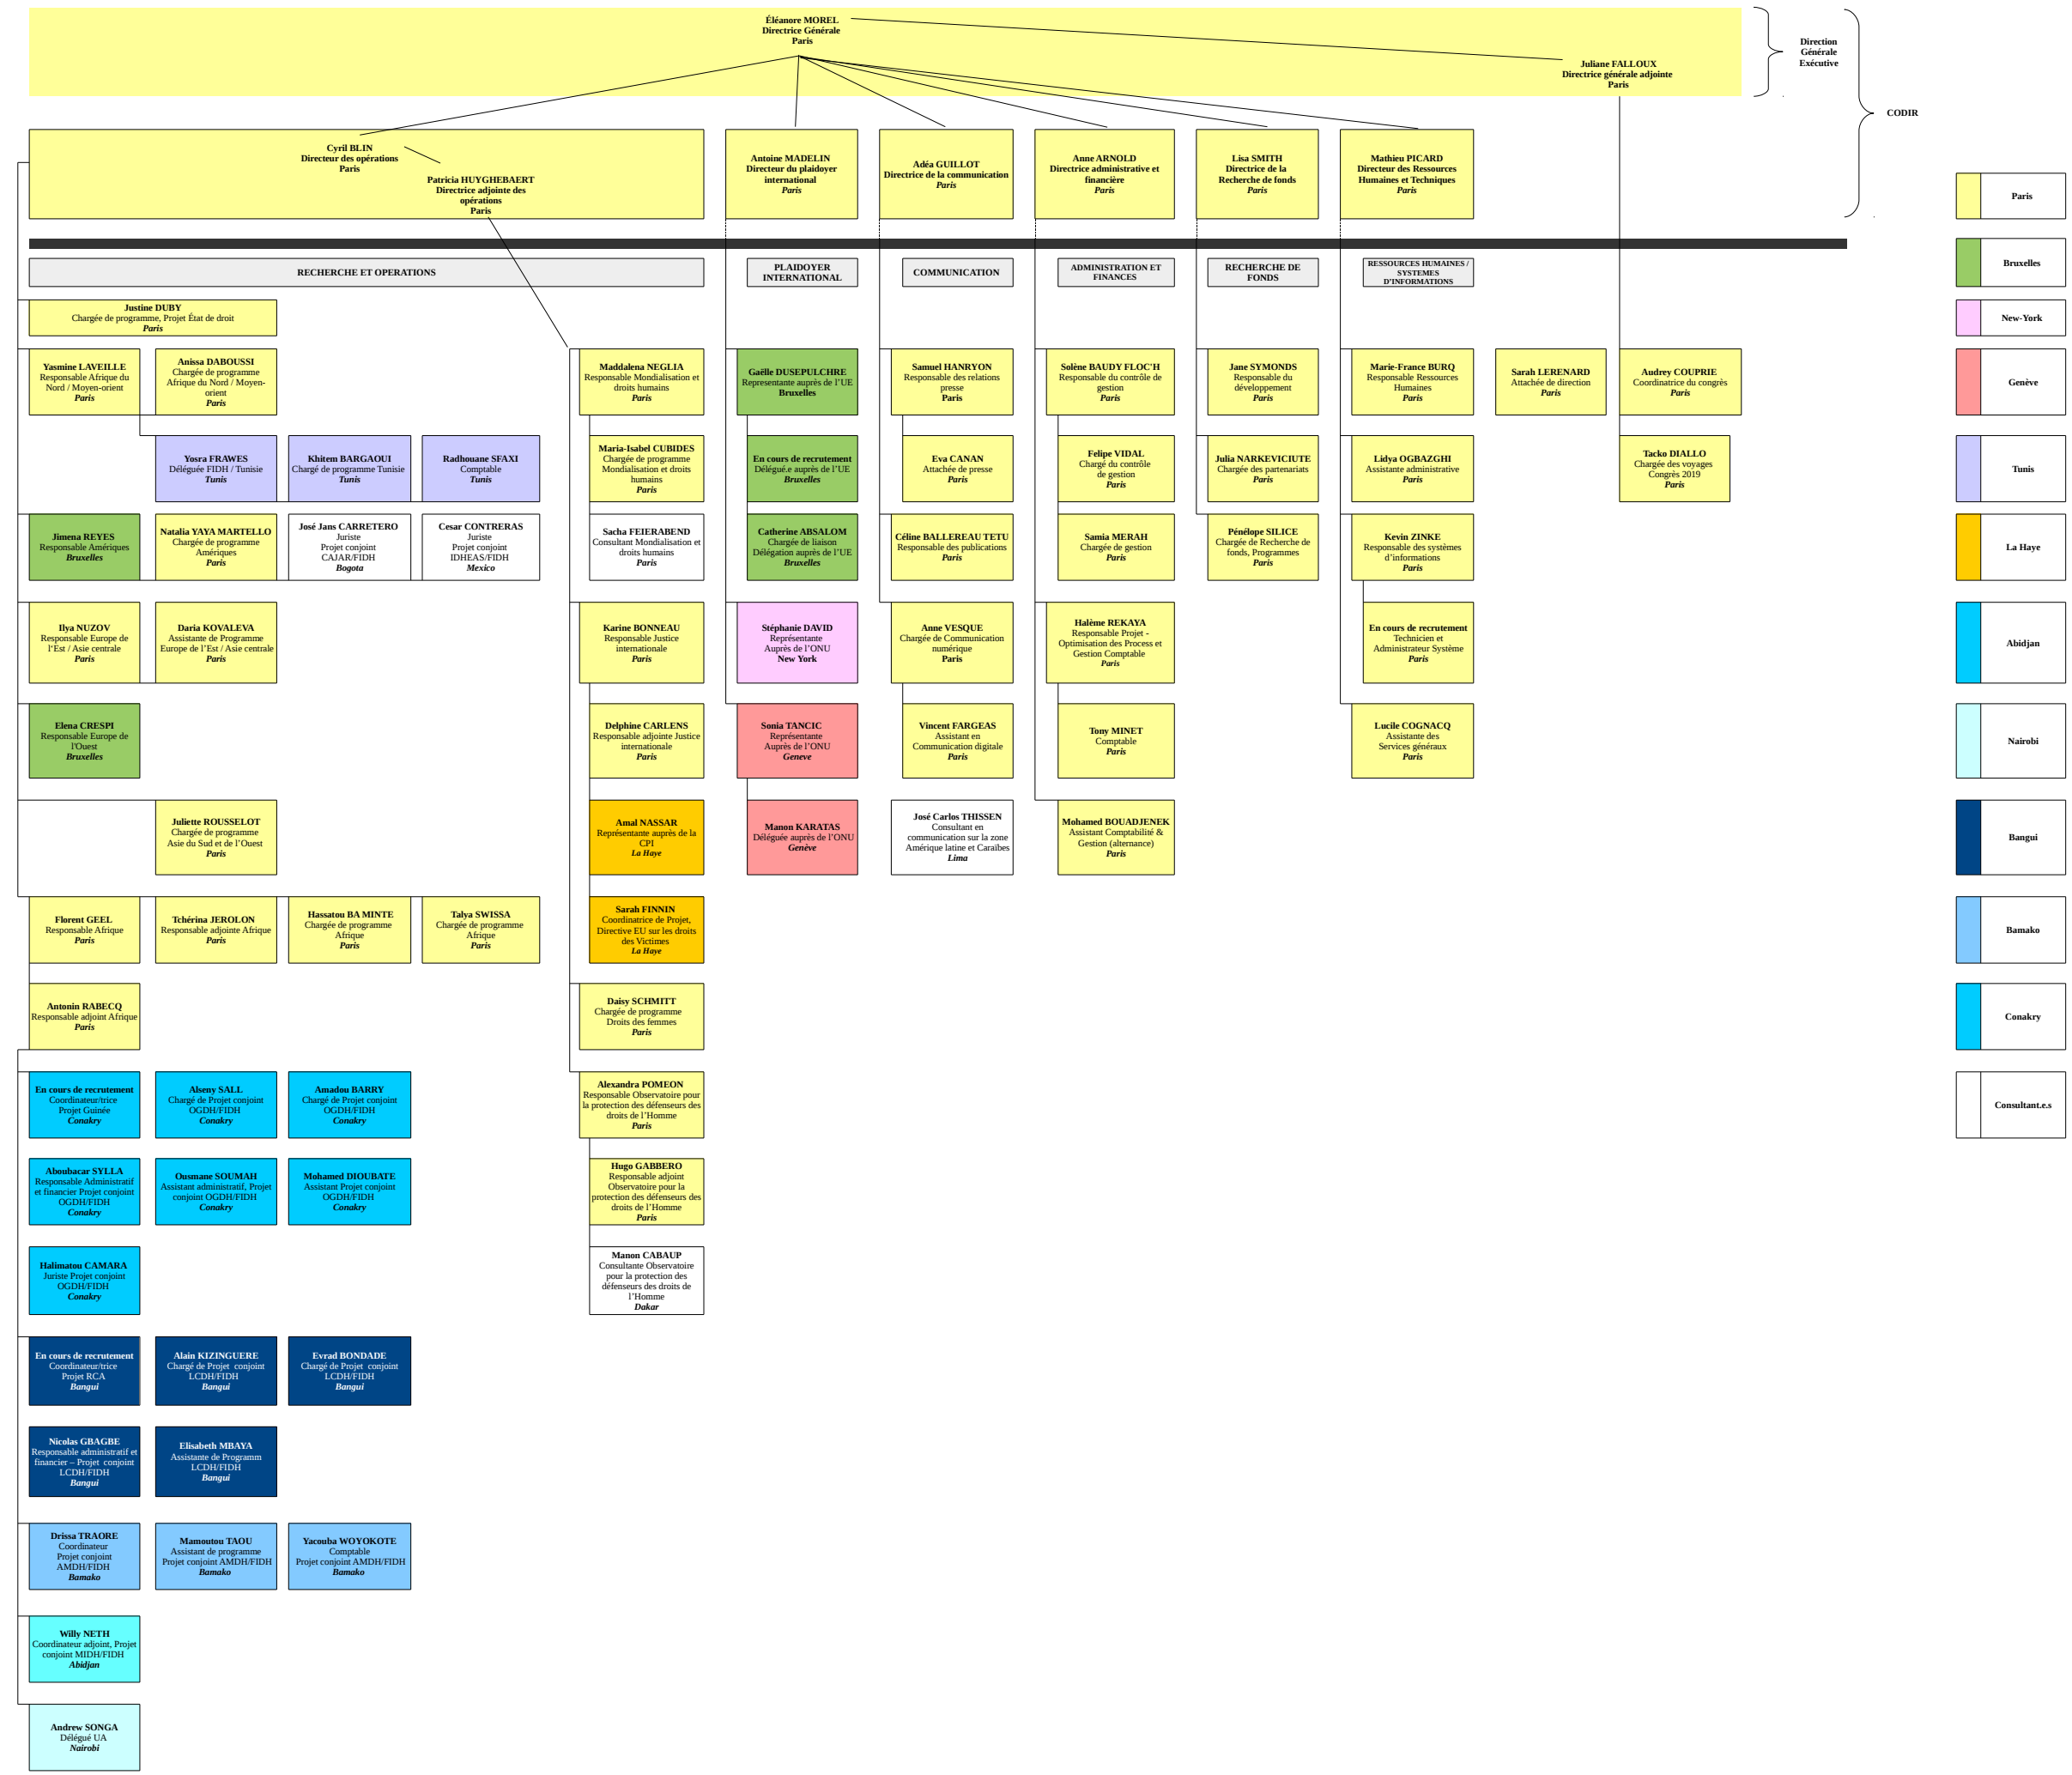 Éléanore MOREL
Directrice Générale
Paris
Juliane FALLOUX
Directrice générale adjointe
Paris
Direction
Générale
Exécutive
CODIR
Cyril BLIN
Directeur des opérations
Paris
Patricia HUYGHEBAERT
Directrice adjointe des
opérations
Paris
Antoine MADELIN
Directeur du plaidoyer
international
Paris
Adéa GUILLOT
Directrice de la communication
Paris
Anne ARNOLD
Directrice administrative et
financière
Paris
Lisa SMITH
Directrice de la
Recherche de fonds
Paris
Mathieu PICARD
Directeur des Ressources
Humaines et Techniques
Paris
Paris
Bruxelles
RECHERCHE ET OPERATIONS
PLAIDOYER
INTERNATIONAL
COMMUNICATION
ADMINISTRATION ET
FINANCES
RECHERCHE DE
FONDS
RESSOURCES HUMAINES /
SYSTEMES
D'INFORMATIONS
Justine DUBY
Chargée de programme, Projet État de droit
Paris
New-York
Yasmine LAVEILLE
Responsable Afrique du
Nord / Moyen-orient
Paris
Anissa DABOUSSI
Chargée de programme
Afrique du Nord / Moyen-
orient
Paris
Maddalena NEGLIA
Responsable Mondialisation et
droits humains
Paris
Gaëlle DUSEPULCHRE
Representante auprès de l'UE
Bruxelles
Samuel HANRYON
Responsable des relations
presse
Paris
Solène BAUDY FLOC'H
Responsable du contrôle de
gestion
Paris
Jane SYMONDS
Responsable du
développement
Paris
Marie-France BURQ
Responsable Ressources
Humaines
Paris
Sarah LERENARD
Attachée de direction
Paris
Audrey COUPRIE
Coordinatrice du congrès
Paris
Genève
Yosra FRAWES
Déléguée FIDH / Tunisie
Tunis
Khitem BARGAOUI
Chargé de programme Tunisie
Tunis
Radhouane SFAXI
Comptable
Tunis
Maria-Isabel CUBIDES
Chargée de programme
Mondialisation et droits
humains
Paris
En cours de recrutement
Délégué.e auprès de l'UE
Bruxelles
Eva CANAN
Attachée de presse
Paris
Felipe VIDAL
Chargé du contrôle
de gestion
Paris
Julia NARKEVICIUTE
Chargée des partenariats
Paris
Lidya OGBAZGHI
Assistante administrative
Paris
Tacko DIALLO
Chargée des voyages
Congrès 2019
Paris
Tunis
Jimena REYES
Responsable Amériques
Bruxelles
Natalia YAYA MARTELLO
Chargée de programme
Amériques
Paris
José Jans CARRETERO
Juriste
Projet conjoint
CAJAR/FIDH
Bogota
Cesar CONTRERAS
Juriste
Projet conjoint
IDHEAS/FIDH
Mexico
Sacha FEIERABEND
Consultant Mondialisation et
droits humains
Paris
Catherine ABSALOM
Chargée de liaison
Délégation auprès de l'UE
Bruxelles
Céline BALLEREAU TETU
Responsable des publications
Paris
Samia MERAH
Chargée de gestion
Paris
Pénélope SILICE
Chargée de Recherche de
fonds, Programmes
Paris
Kevin ZINKE
Responsable des systèmes
d'informations
Paris
La Haye
Ilya NUZOV
Responsable Europe de
l'Est / Asie centrale
Paris
Daria KOVALEVA
Assistante de Programme
Europe de l'Est / Asie centrale
Paris
Karine BONNEAU
Responsable Justice
internationale
Paris
Stéphanie DAVID
Représentante
Auprès de l'ONU
New York
Anne VESQUE
Chargée de Communication
numérique
Paris
Halème REKAYA
Responsable Projet -
Optimisation des Process et
Gestion Comptable
Paris
En cours de recrutement
Technicien et
Administrateur Système
Paris
Abidjan
Elena CRESPI
Responsable Europe de
l'Ouest
Bruxelles
Delphine CARLENS
Responsable adjointe Justice
internationale
Paris
Sonia TANCIC
Représentante
Auprès de l'ONU
Geneve
Vincent FARGEAS
Assistant en
Communication digitale
Paris
Tony MINET
Comptable
Paris
Lucile COGNACQ
Assistante des
Services généraux
Paris
Nairobi
Juliette ROUSSELOT
Chargée de programme
Asie du Sud et de l'Ouest
Paris
Amal NASSAR
Représentante auprès de la
CPI
La Haye
Manon KARATAS
Déléguée auprès de l'ONU
Genève
José Carlos THISSEN
Consultant en
communication sur la zone
Amérique latine et Caraïbes
Lima
Mohamed BOUADJENEK
Assistant Comptabilité &
Gestion (alternance)
Paris
Bangui
Florent GEEL
Responsable Afrique
Paris
Tchérina JEROLON
Responsable adjointe Afrique
Paris
Hassatou BA MINTE
Chargée de programme
Afrique
Paris
Talya SWISSA
Chargée de programme
Afrique
Paris
Sarah FINNIN
Coordinatrice de Projet,
Directive EU sur les droits
des Victimes
La Haye
Bamako
Antonin RABECQ
Responsable adjoint Afrique
Paris
Daisy SCHMITT
Chargée de programme
Droits des femmes
Paris
Conakry
En cours de recrutement
Coordinateur/trice
Projet Guinée
Conakry
Alseny SALL
Chargé de Projet conjoint
OGDH/FIDH
Conakry
Amadou BARRY
Chargé de Projet conjoint
OGDH/FIDH
Conakry
Alexandra POMEON
Responsable Observatoire pour
la protection des défenseurs des
droits de l'Homme
Paris
Consultant.e.s
Aboubacar SYLLA
Responsable Administratif
et financier Projet conjoint
OGDH/FIDH
Conakry
Ousmane SOUMAH
Assistant administratif, Projet
conjoint OGDH/FIDH
Conakry
Mohamed DIOUBATE
Assistant Projet conjoint
OGDH/FIDH
Conakry
Hugo GABBERO
Responsable adjoint
Observatoire pour la
protection des défenseurs des
droits de l'Homme
Paris
Halimatou CAMARA
Juriste Projet conjoint
OGDH/FIDH
Conakry
Manon CABAUP
Consultante Observatoire
pour la protection des
défenseurs des droits de
l'Homme
Dakar
En cours de recrutement
Coordinateur/trice
Projet RCA
Bangui
Alain KIZINGUERE
Chargé de Projet conjoint
LCDH/FIDH
Bangui
Evrad BONDADE
Chargé de Projet conjoint
LCDH/FIDH
Bangui
Nicolas GBAGBE
Responsable administratif et
financier – Projet conjoint
LCDH/FIDH
Bangui
Elisabeth MBAYA
Assistante de Programm
LCDH/FIDH
Bangui
Drissa TRAORE
Coordinateur
Projet conjoint
AMDH/FIDH
Bamako
Mamoutou TAOU
Assistant de programme
Projet conjoint AMDH/FIDH
Bamako
Yacouba WOYOKOTE
Comptable
Projet conjoint AMDH/FIDH
Bamako
Willy NETH
Coordinateur adjoint, Projet
conjoint MIDH/FIDH
Abidjan
Andrew SONGA
Délégué UA
Nairobi